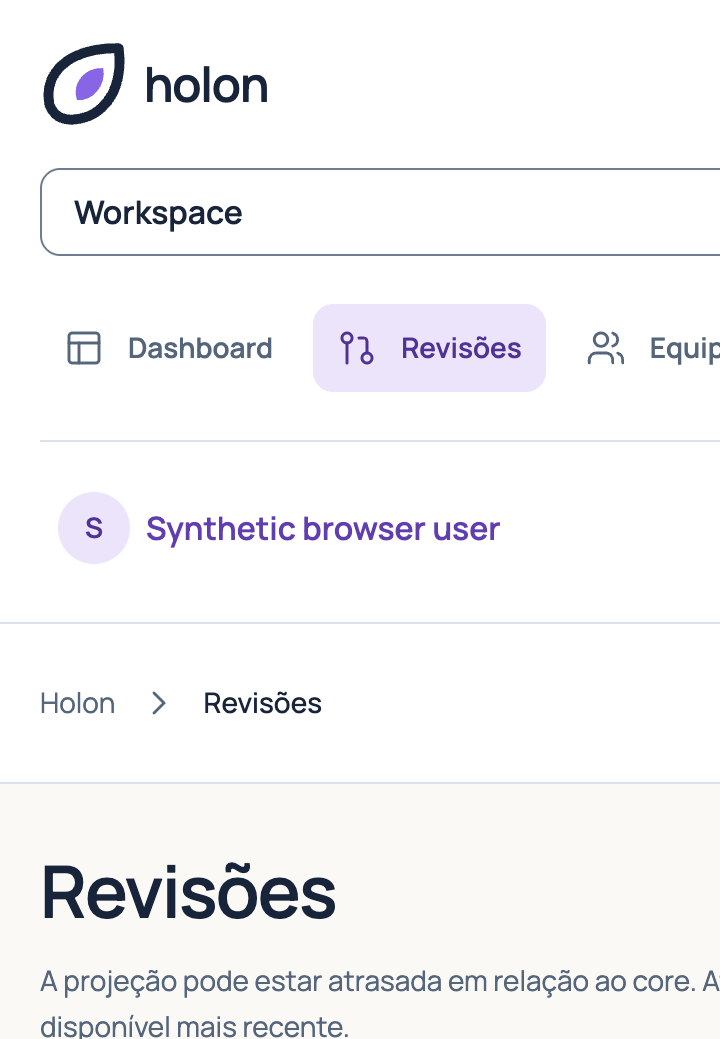 holon
Workspace
Dashboard Revisões Equip
S Synthetic browser user
Holon Revisões
Revisões
A projeção pode estar atrasada em relação ao core. A
disponível mais recente.